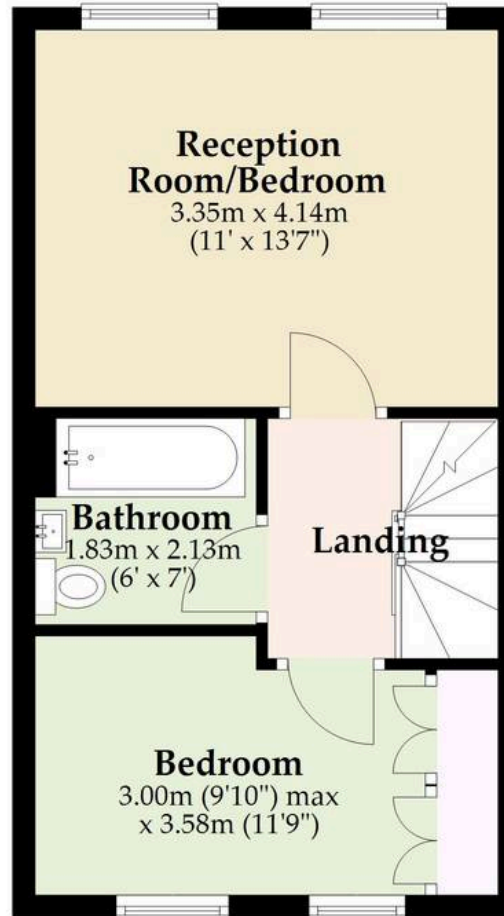 Reception
Room/Bedroom
3.35m x 4.14m
(11' x 13'7")
Bathroom
1.83m x 2.13m
(6' x 7')
Landing
Bedroom
3.00m (9'10") max
x 3.58m (11'9")